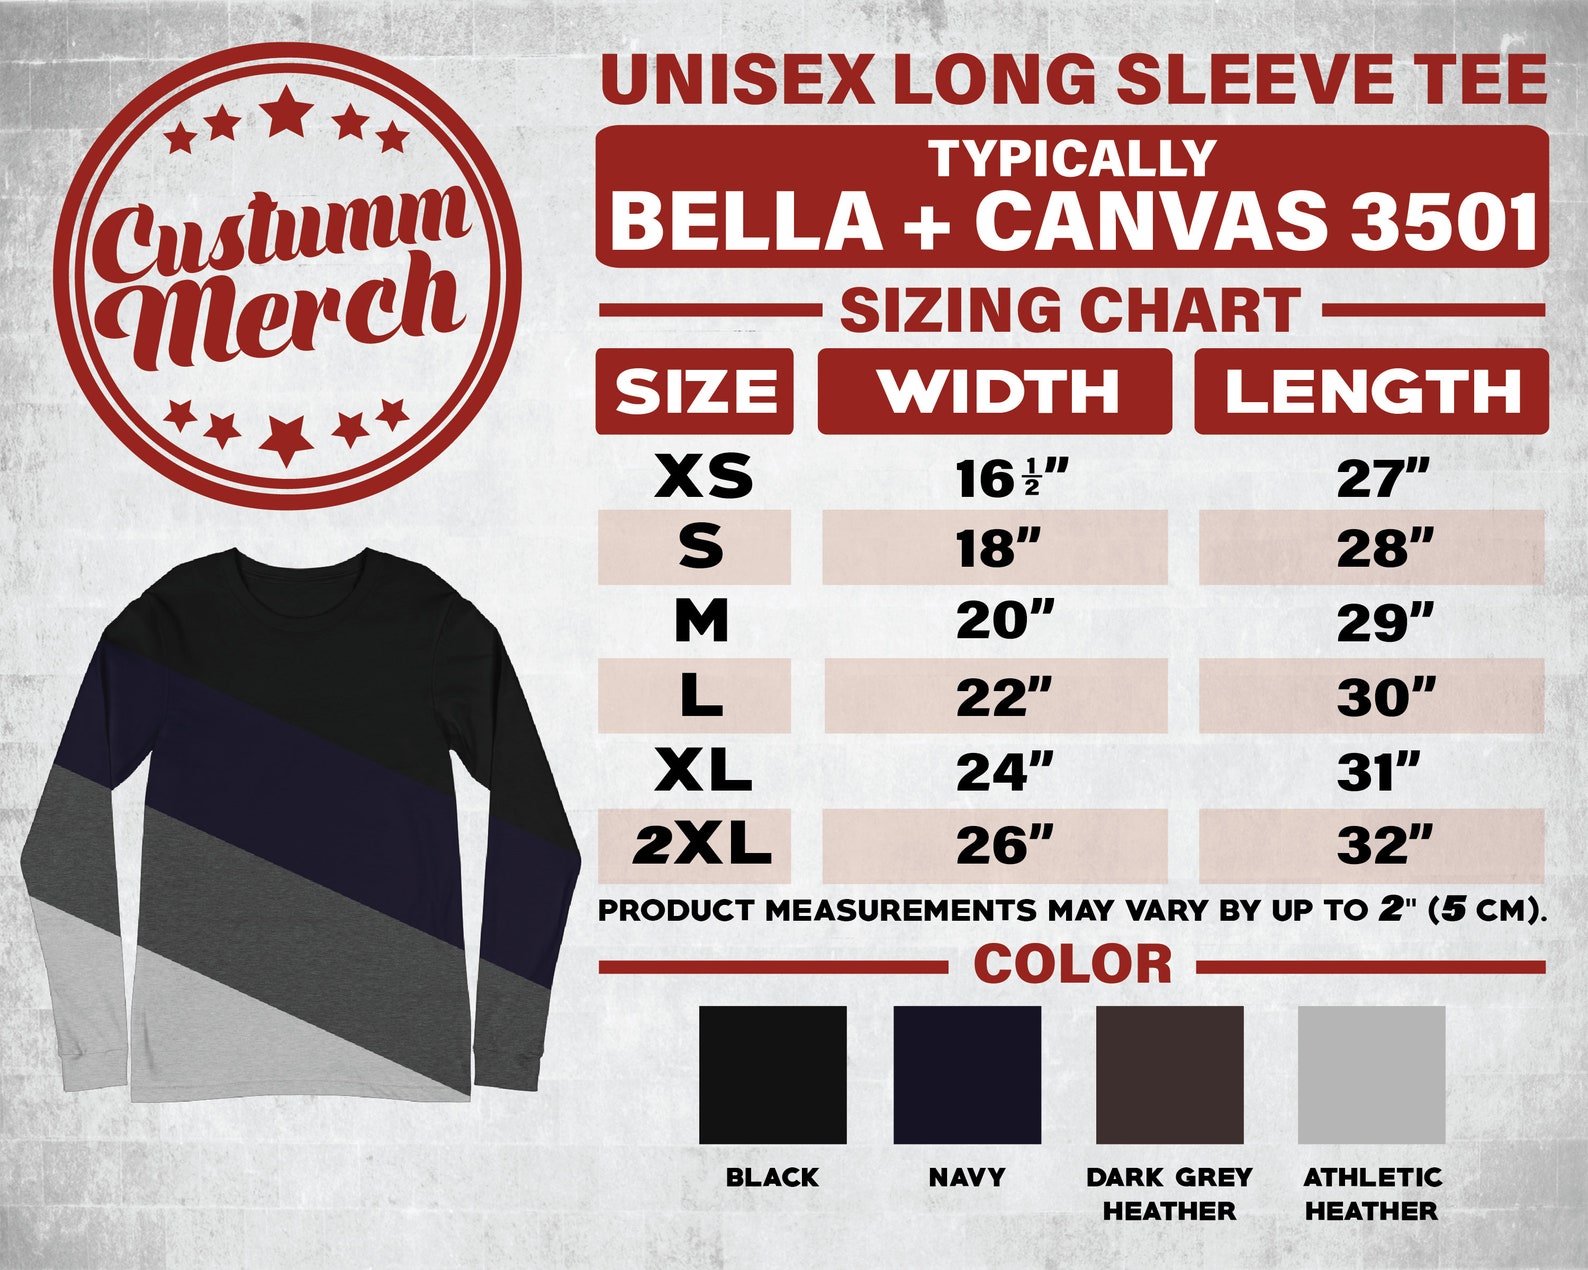 Custumm
Merch
UNISEX LONG SLEEVE TEE
TYPICALLY
BELLA + CANVAS 3501
SIZING CHART
SIZE WIDTH LENGTH
XS 16 ½" 27"
S 18" 28"
M 20" 29"
L 22" 30"
XL 24" 31"
2XL 26" 32"
PRODUCT MEASUREMENTS MAY VARY BY UP TO 2" (5 CM).
COLOR
BLACK NAVY DARK GREY HEATHER ATHLETIC HEATHER